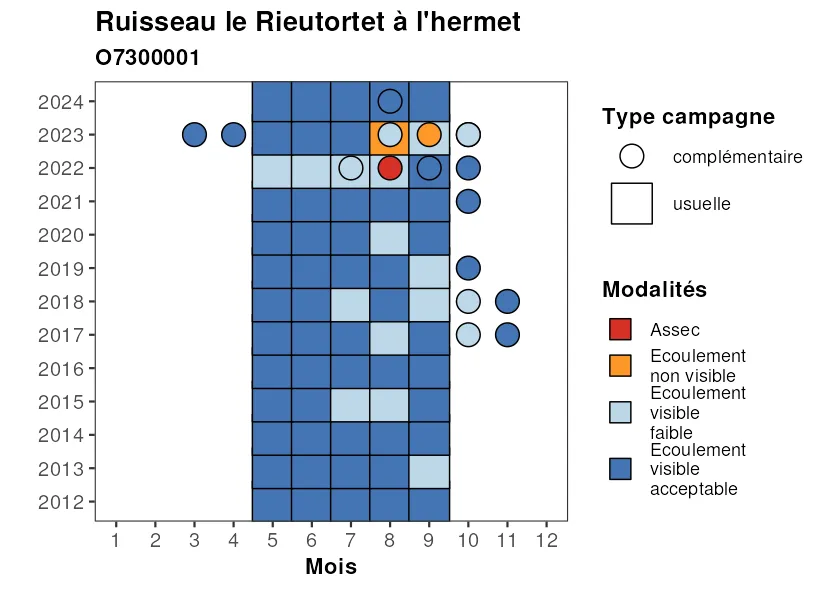 Ruisseau le Rieutortet à l'hermet
O7300001
2024
2023
2022
2021
2020
2019
2018
2017
2016
2015
2014
2013
2012
1 2 3 4 5 6 7 8 9 10 11 12
Mois
Type campagne
complémentaire
usuelle
Modalités
Assec
Ecoulement
non visible
Ecoulement
visible
faible
Ecoulement
visible
acceptable